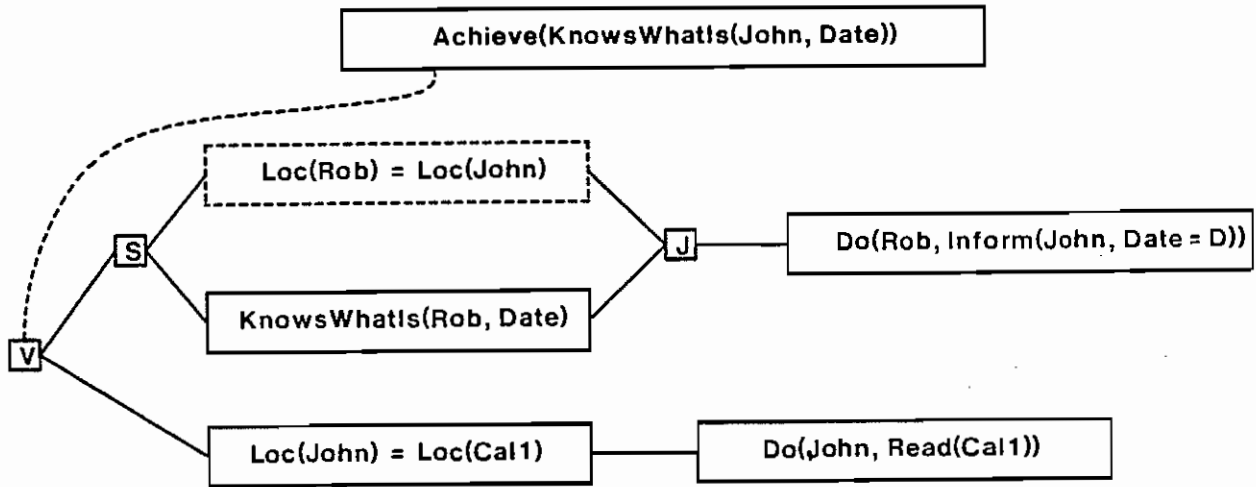 Achieve(KnowsWhatIs(John, Date))
Loc(Rob) = Loc(John)
S
J
Do(Rob, Inform(John, Date = D))
KnowsWhatIs(Rob, Date)
V
Loc(John) = Loc(Cal1)
Do(John, Read(Cal1))